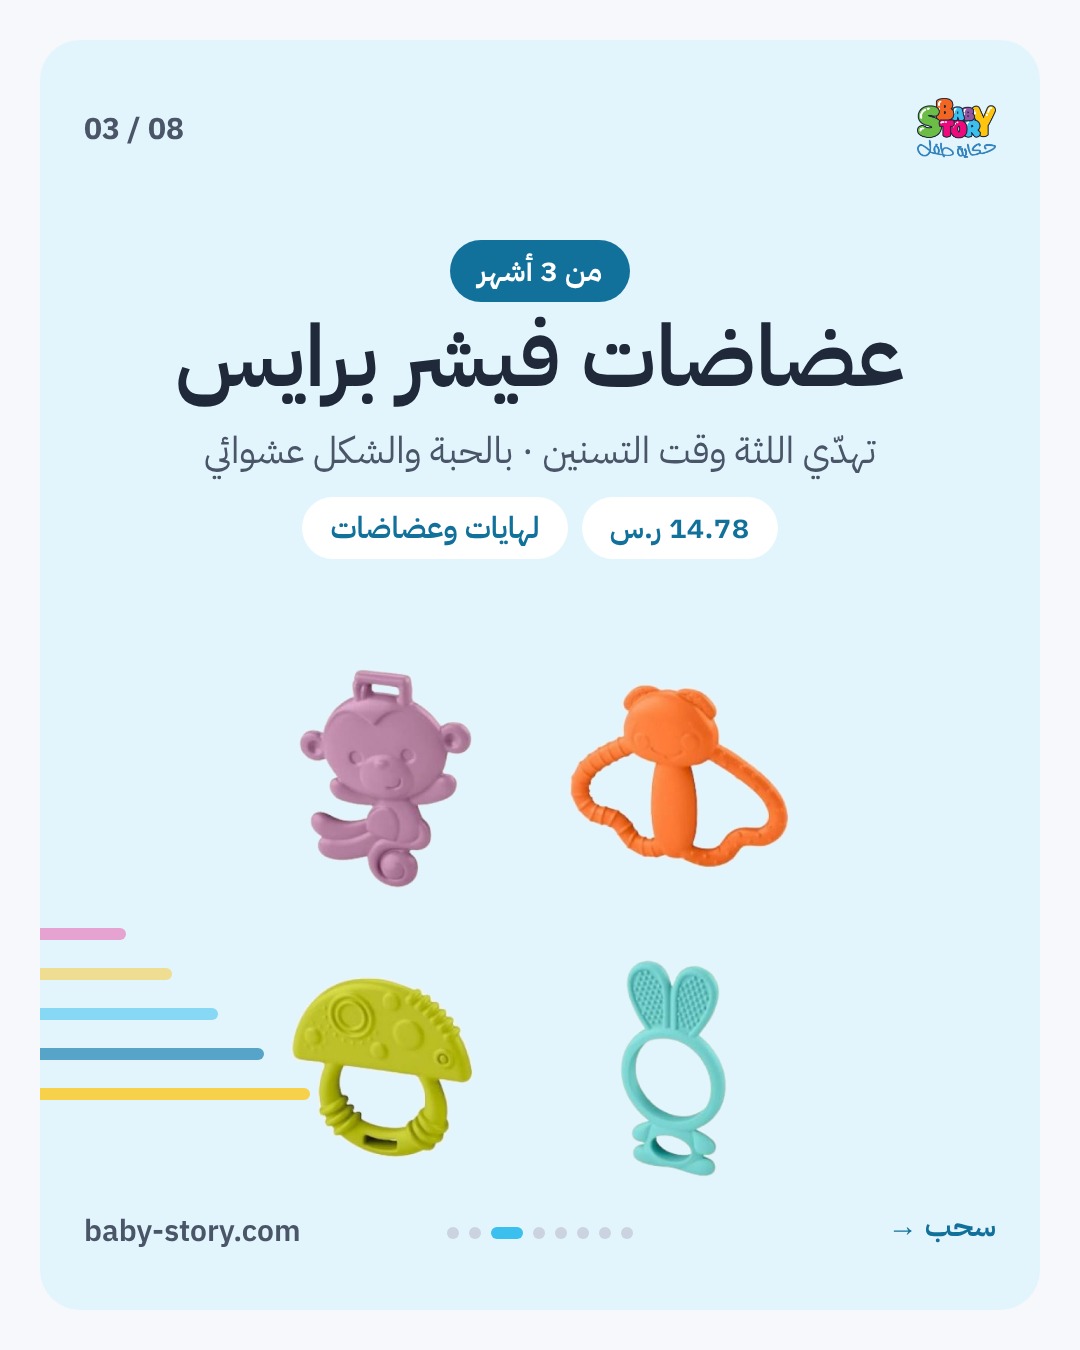 03 / 08
BABY STORY
حكاية طفل
من 3 أشهر
عضاضات فيشر برايس
تهدّي اللثة وقت التسنين · بالحبة والشكل عشوائي
14.78 ر.س
لهايات وعضاضات
baby-story.com
سحب →